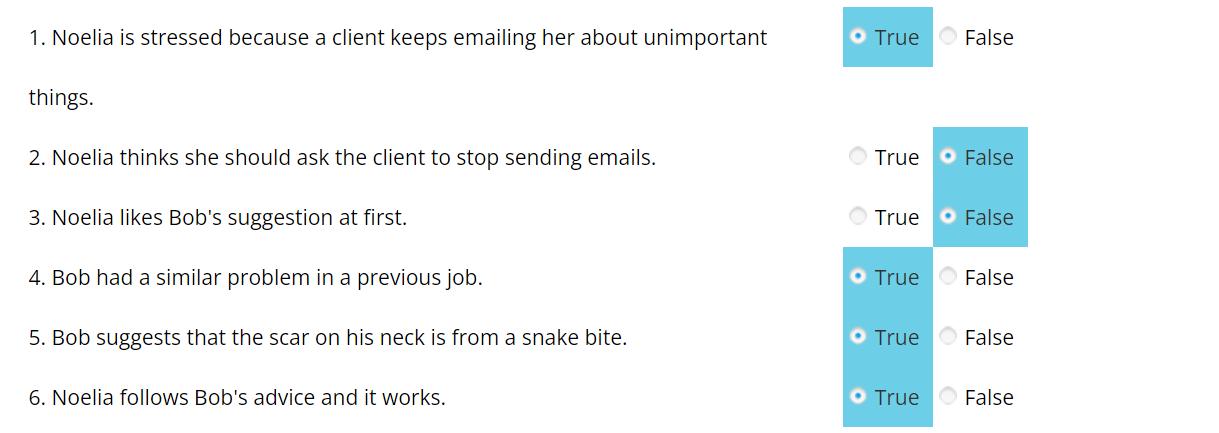 1. Noelia is stressed because a client keeps emailing her about unimportant True False
things.
2. Noelia thinks she should ask the client to stop sending emails. True False
3. Noelia likes Bob's suggestion at first. True False
4. Bob had a similar problem in a previous job. True False
5. Bob suggests that the scar on his neck is from a snake bite. True False
6. Noelia follows Bob's advice and it works. True False